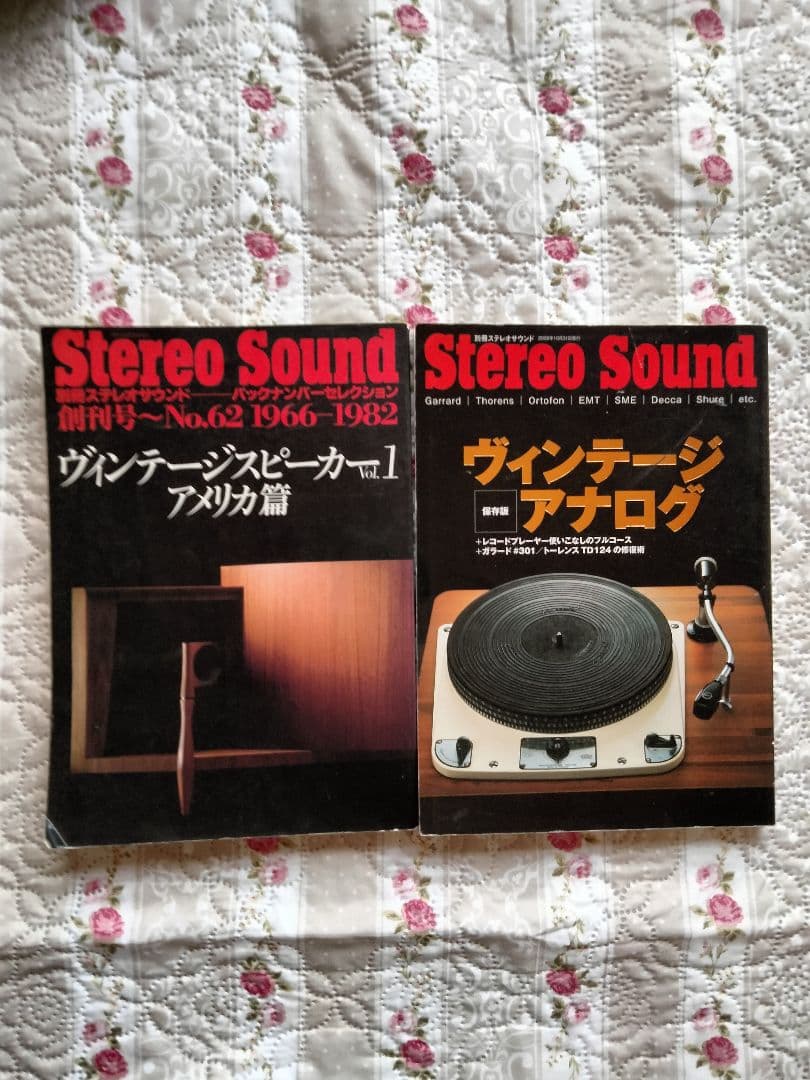 Stereo Sound
別冊ステレオサウンド――バックナンバーセレクション
創刊号〜No.62 1966-1982
ヴィンテージスピーカーVol.1
アメリカ篇
別冊ステレオサウンド
Stereo Sound
Garrard | Thorens | Ortofon | EMT | SME | Decca | Shure | etc.
ヴィンテージ
保存版
アナログ
+レコードプレーヤー使いこなしのフルコース
+ガラード#301/トーレンスTD124の修復術